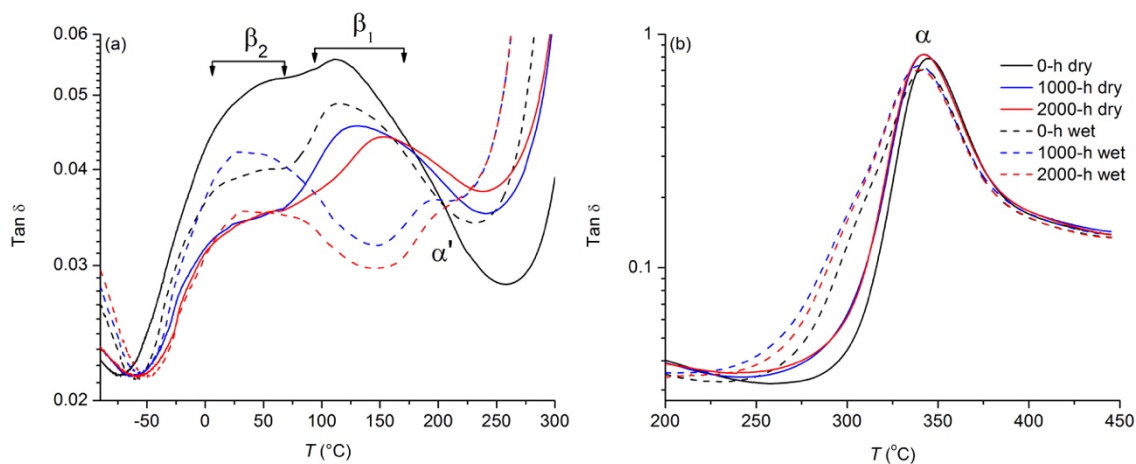 (a)
β₂
β₁
α'
0.06
0.05
0.04
0.03
0.02
Tan δ
-50
0
50
100
150
200
250
300
T (°C)
(b)
α
0-h dry
1000-h dry
2000-h dry
0-h wet
1000-h wet
2000-h wet
1
0.1
Tan δ
200
250
300
350
400
450
T (°C)